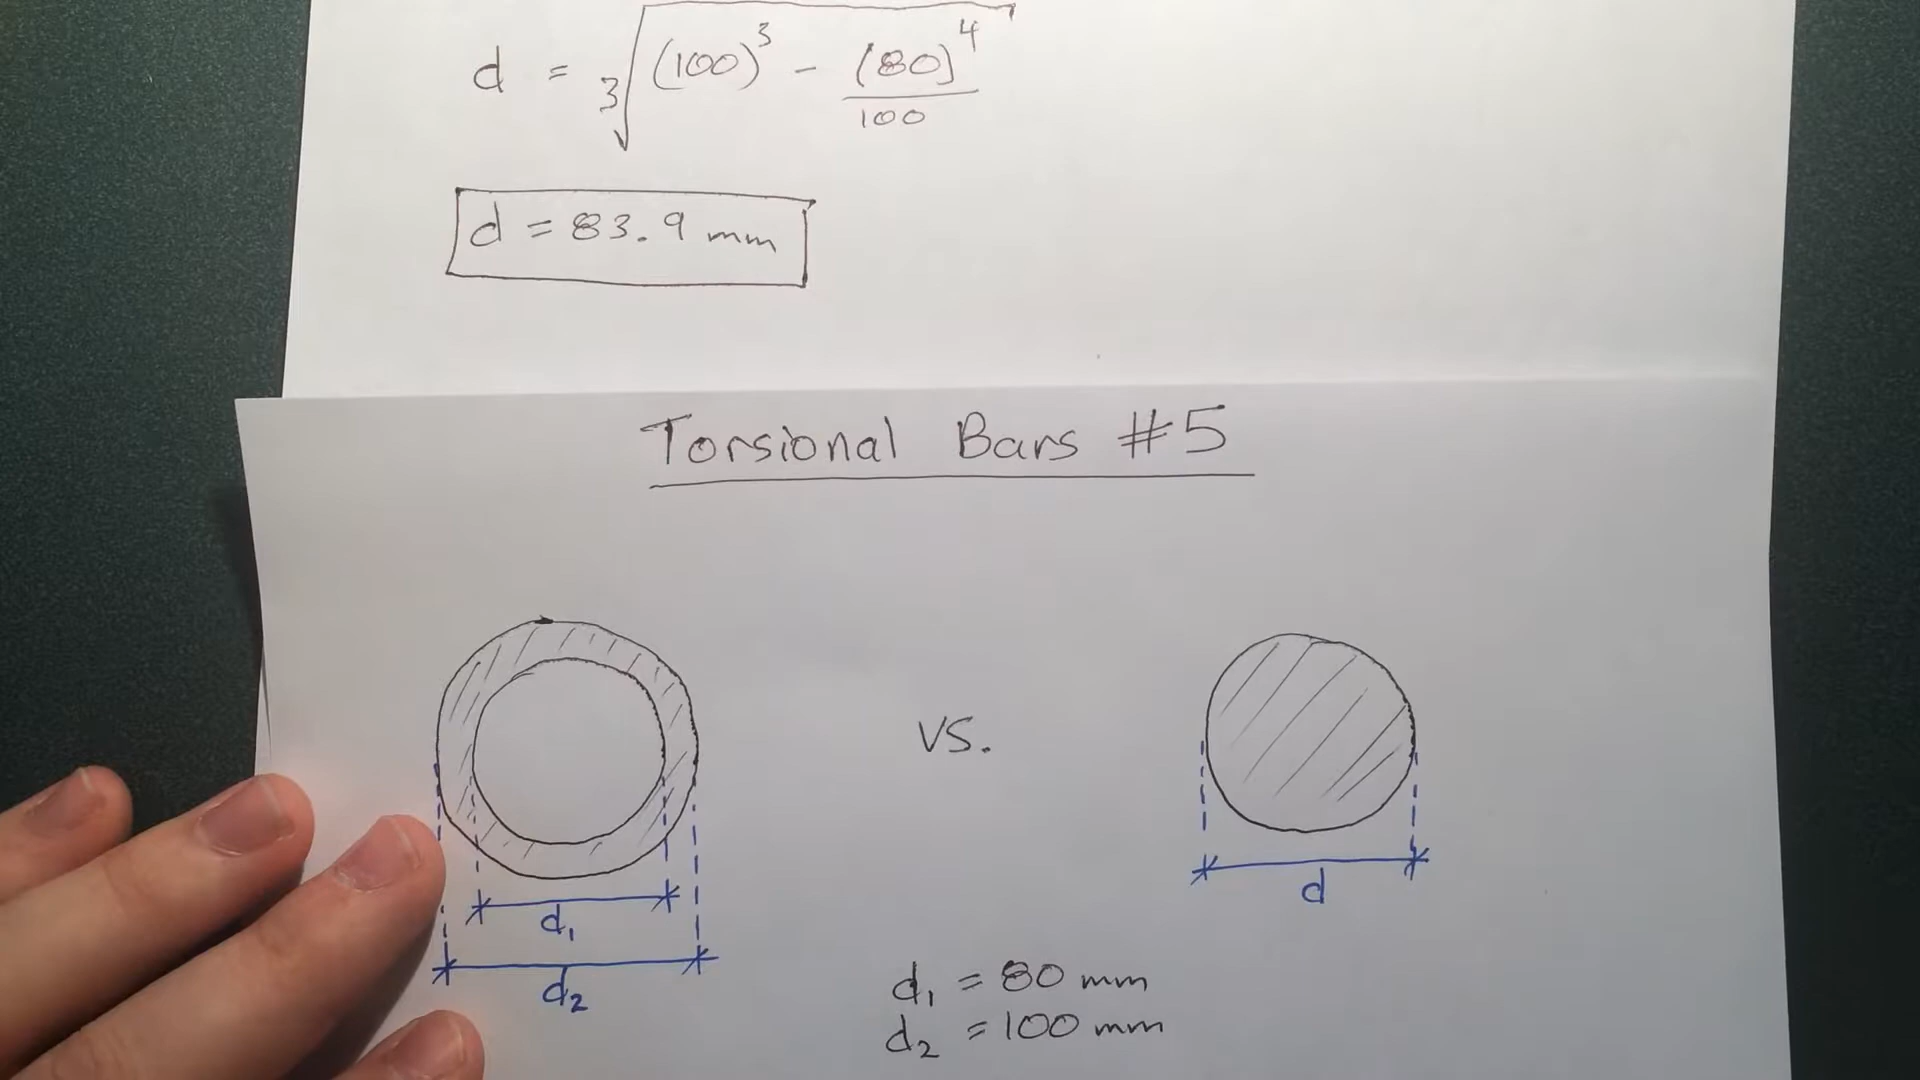 d = ∛((100)³ - (80)⁴/100)
d = 83.9 mm
Torsional Bars #5
vs.
d₁
d
d₂
d₁ = 80 mm
d₂ = 100 mm